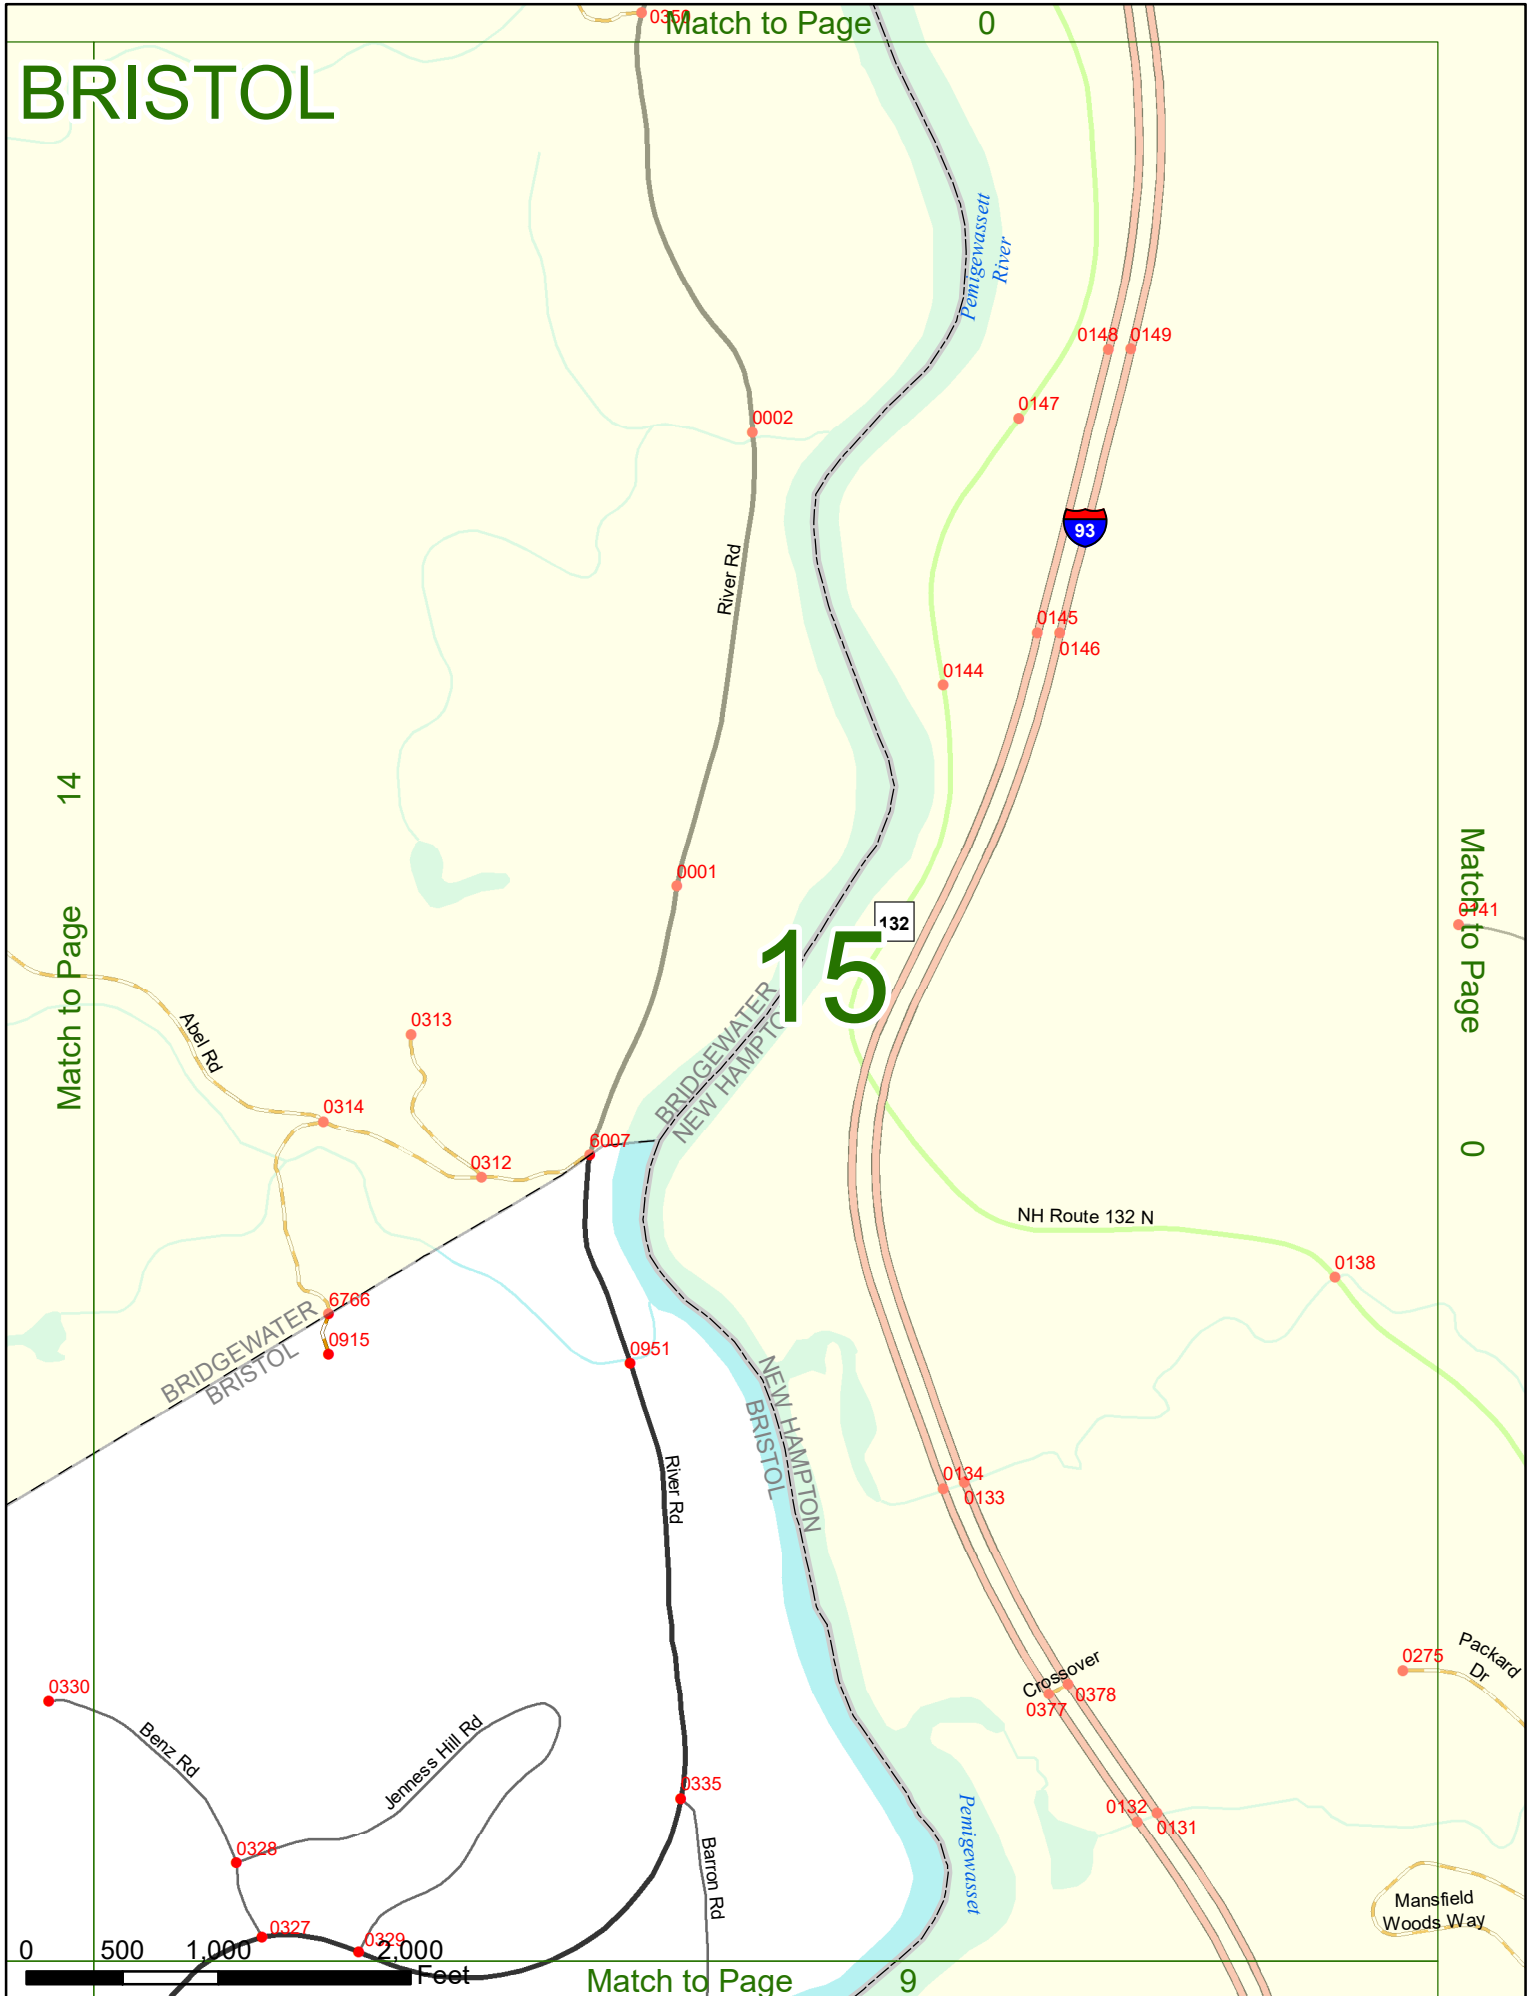 0350
Match to Page 0
BRISTOL
Pemigewassett
River
0148
0149
0147
0002
93
River Rd
0145
0146
0144
14
Match to Page
0001
132
15
Match to Page
0
0141
Abel Rd
0313
BRIDGEWATER
NEW HAMPTO
0314
6007
0312
NH Route 132 N
0138
6766
0915
BRIDGEWATER
BRISTOL
0951
NEW HAMPTON
BRISTOL
River Rd
0134
0133
Crossover
0377
0378
0275
Packard
Dr
0330
Benz Rd
Jenness Hill Rd
0335
Barron Rd
Pemigewasset
0132
0131
0328
Mansfield
Woods Way
0327
0329
0 500 1,000 2,000
Feet
Match to Page 9